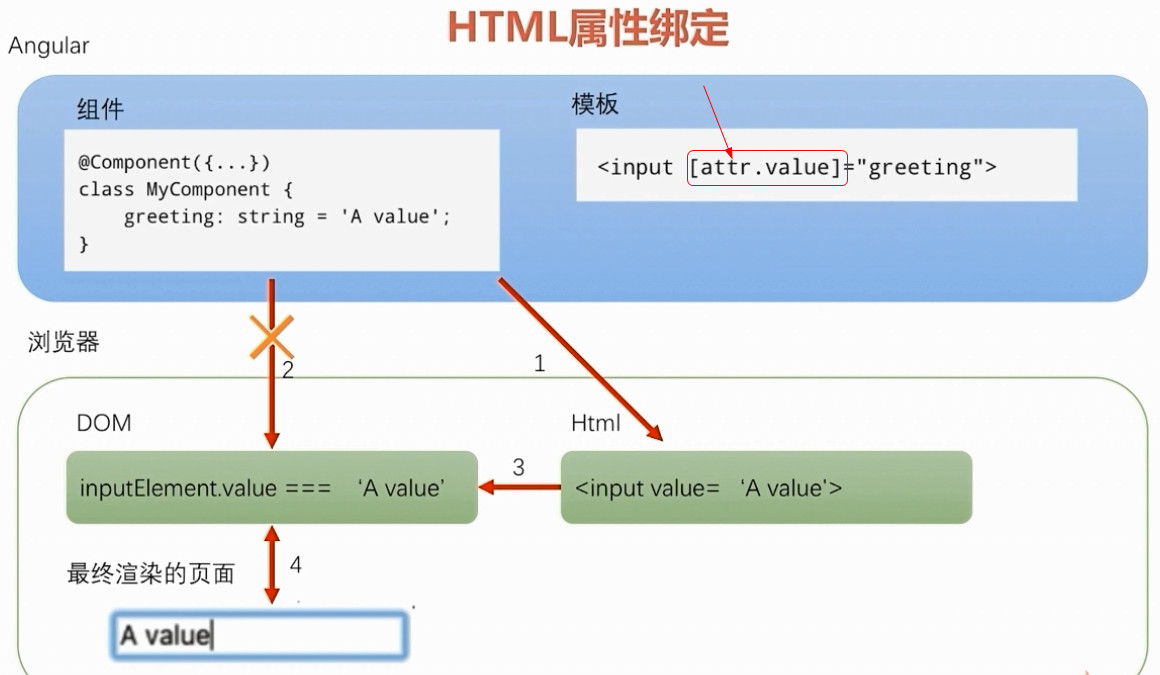 HTML属性绑定
Angular
组件
@Component({...})
class MyComponent {
greeting: string = 'A value';
}
模板
<input [attr.value]="greeting">
浏览器
1
2
DOM
inputElement.value === ‘A value’
3
Html
<input value= ‘A value'>
4
最终渲染的页面
A value